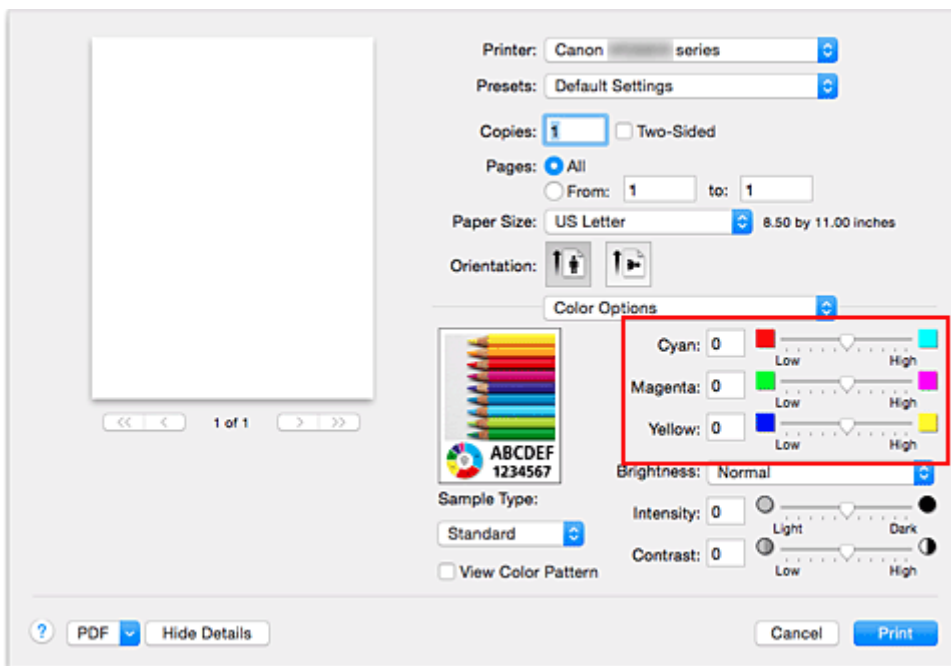 Printer: Canon series
Presets: Default Settings
Copies: 1 Two-Sided
Pages: All
From: 1 to: 1
Paper Size: US Letter 8.50 by 11.00 inches
Orientation:
Color Options
Cyan: 0
Low High
Magenta: 0
Low High
Yellow: 0
Low High
ABCDEF
1234567
Brightness: Normal
Sample Type:
Standard
View Color Pattern
Intensity: 0
Light Dark
Contrast: 0
Low High
<< < 1 of 1 > >>
? PDF Hide Details Cancel Print